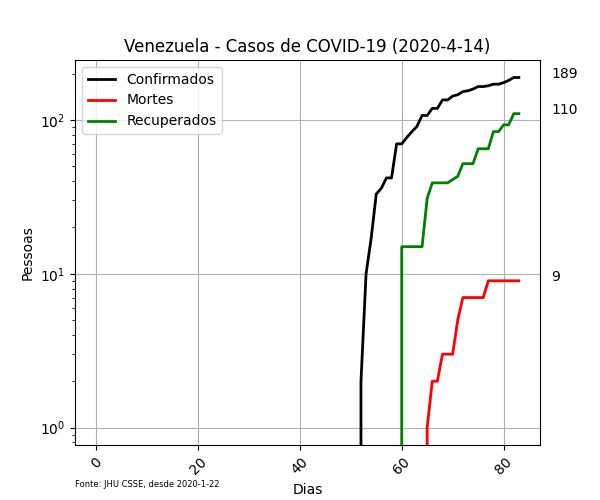 Venezuela - Casos de COVID-19 (2020-4-14)
Confirmados
Mortes
Recuperados
189
110
9
10²
10¹
10⁰
Pessoas
0
20
40
60
80
Dias
Fonte: JHU CSSE, desde 2020-1-22